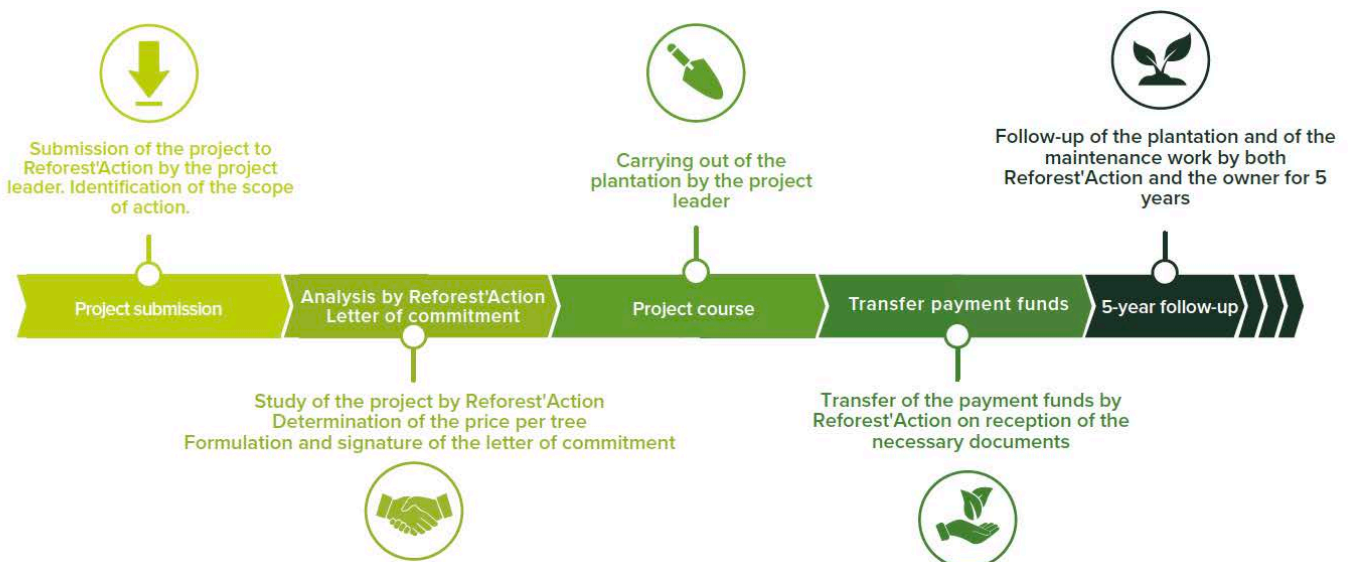 Submission of the project to
Reforest'Action by the project
leader. Identification of the scope
of action.
Carrying out of the
plantation by the project
leader
Follow-up of the plantation and of the
maintenance work by both
Reforest'Action and the owner for 5
years
Project submission
Analysis by Reforest'Action
Letter of commitment
Project course
Transfer payment funds
5-year follow-up
Study of the project by Reforest'Action
Determination of the price per tree
Formulation and signature of the letter of commitment
Transfer of the payment funds by
Reforest'Action on reception of the
necessary documents